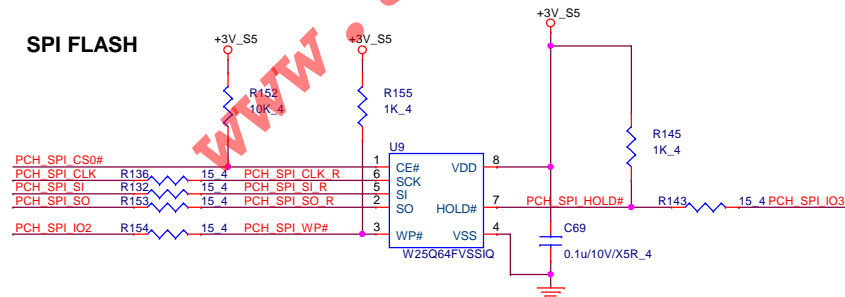 www.
SPI FLASH
+3V_S5
+3V_S5
+3V_S5
R152
10K_4
R155
1K_4
R145
1K_4
U9
PCH_SPI_CS0#
1
CE#
VDD
8
PCH_SPI_CLK
R136
15_4
PCH_SPI_CLK_R
6
SCK
PCH_SPI_SI
R132
15_4
PCH_SPI_SI_R
5
SI
PCH_SPI_SO
R153
15_4
PCH_SPI_SO_R
2
SO
HOLD#
7
PCH_SPI_HOLD#
R143
15_4
PCH_SPI_IO3
PCH_SPI_IO2
R154
15_4
PCH_SPI_WP#
3
WP#
VSS
4
W25Q64FVSSIQ
C69
0.1u/10V/X5R_4